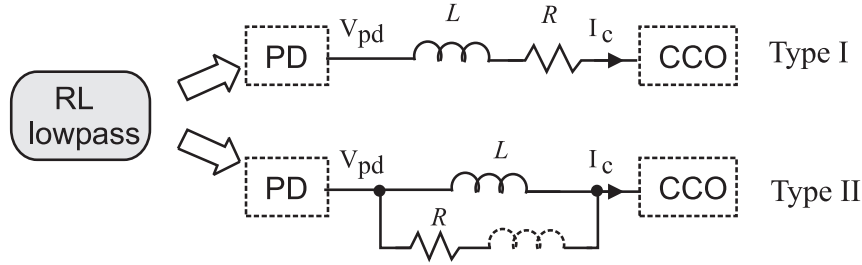 RL
lowpass
PD
V_pd
L
R
I_c
CCO
Type I
PD
V_pd
L
I_c
CCO
Type II
R